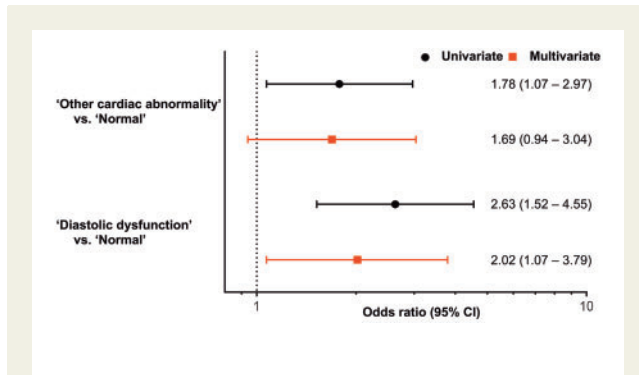 Univariate Multivariate
'Other cardiac abnormality'
vs. 'Normal'
1.78 (1.07 – 2.97)
1.69 (0.94 – 3.04)
'Diastolic dysfunction'
vs. 'Normal'
2.63 (1.52 – 4.55)
2.02 (1.07 – 3.79)
1 10
Odds ratio (95% CI)